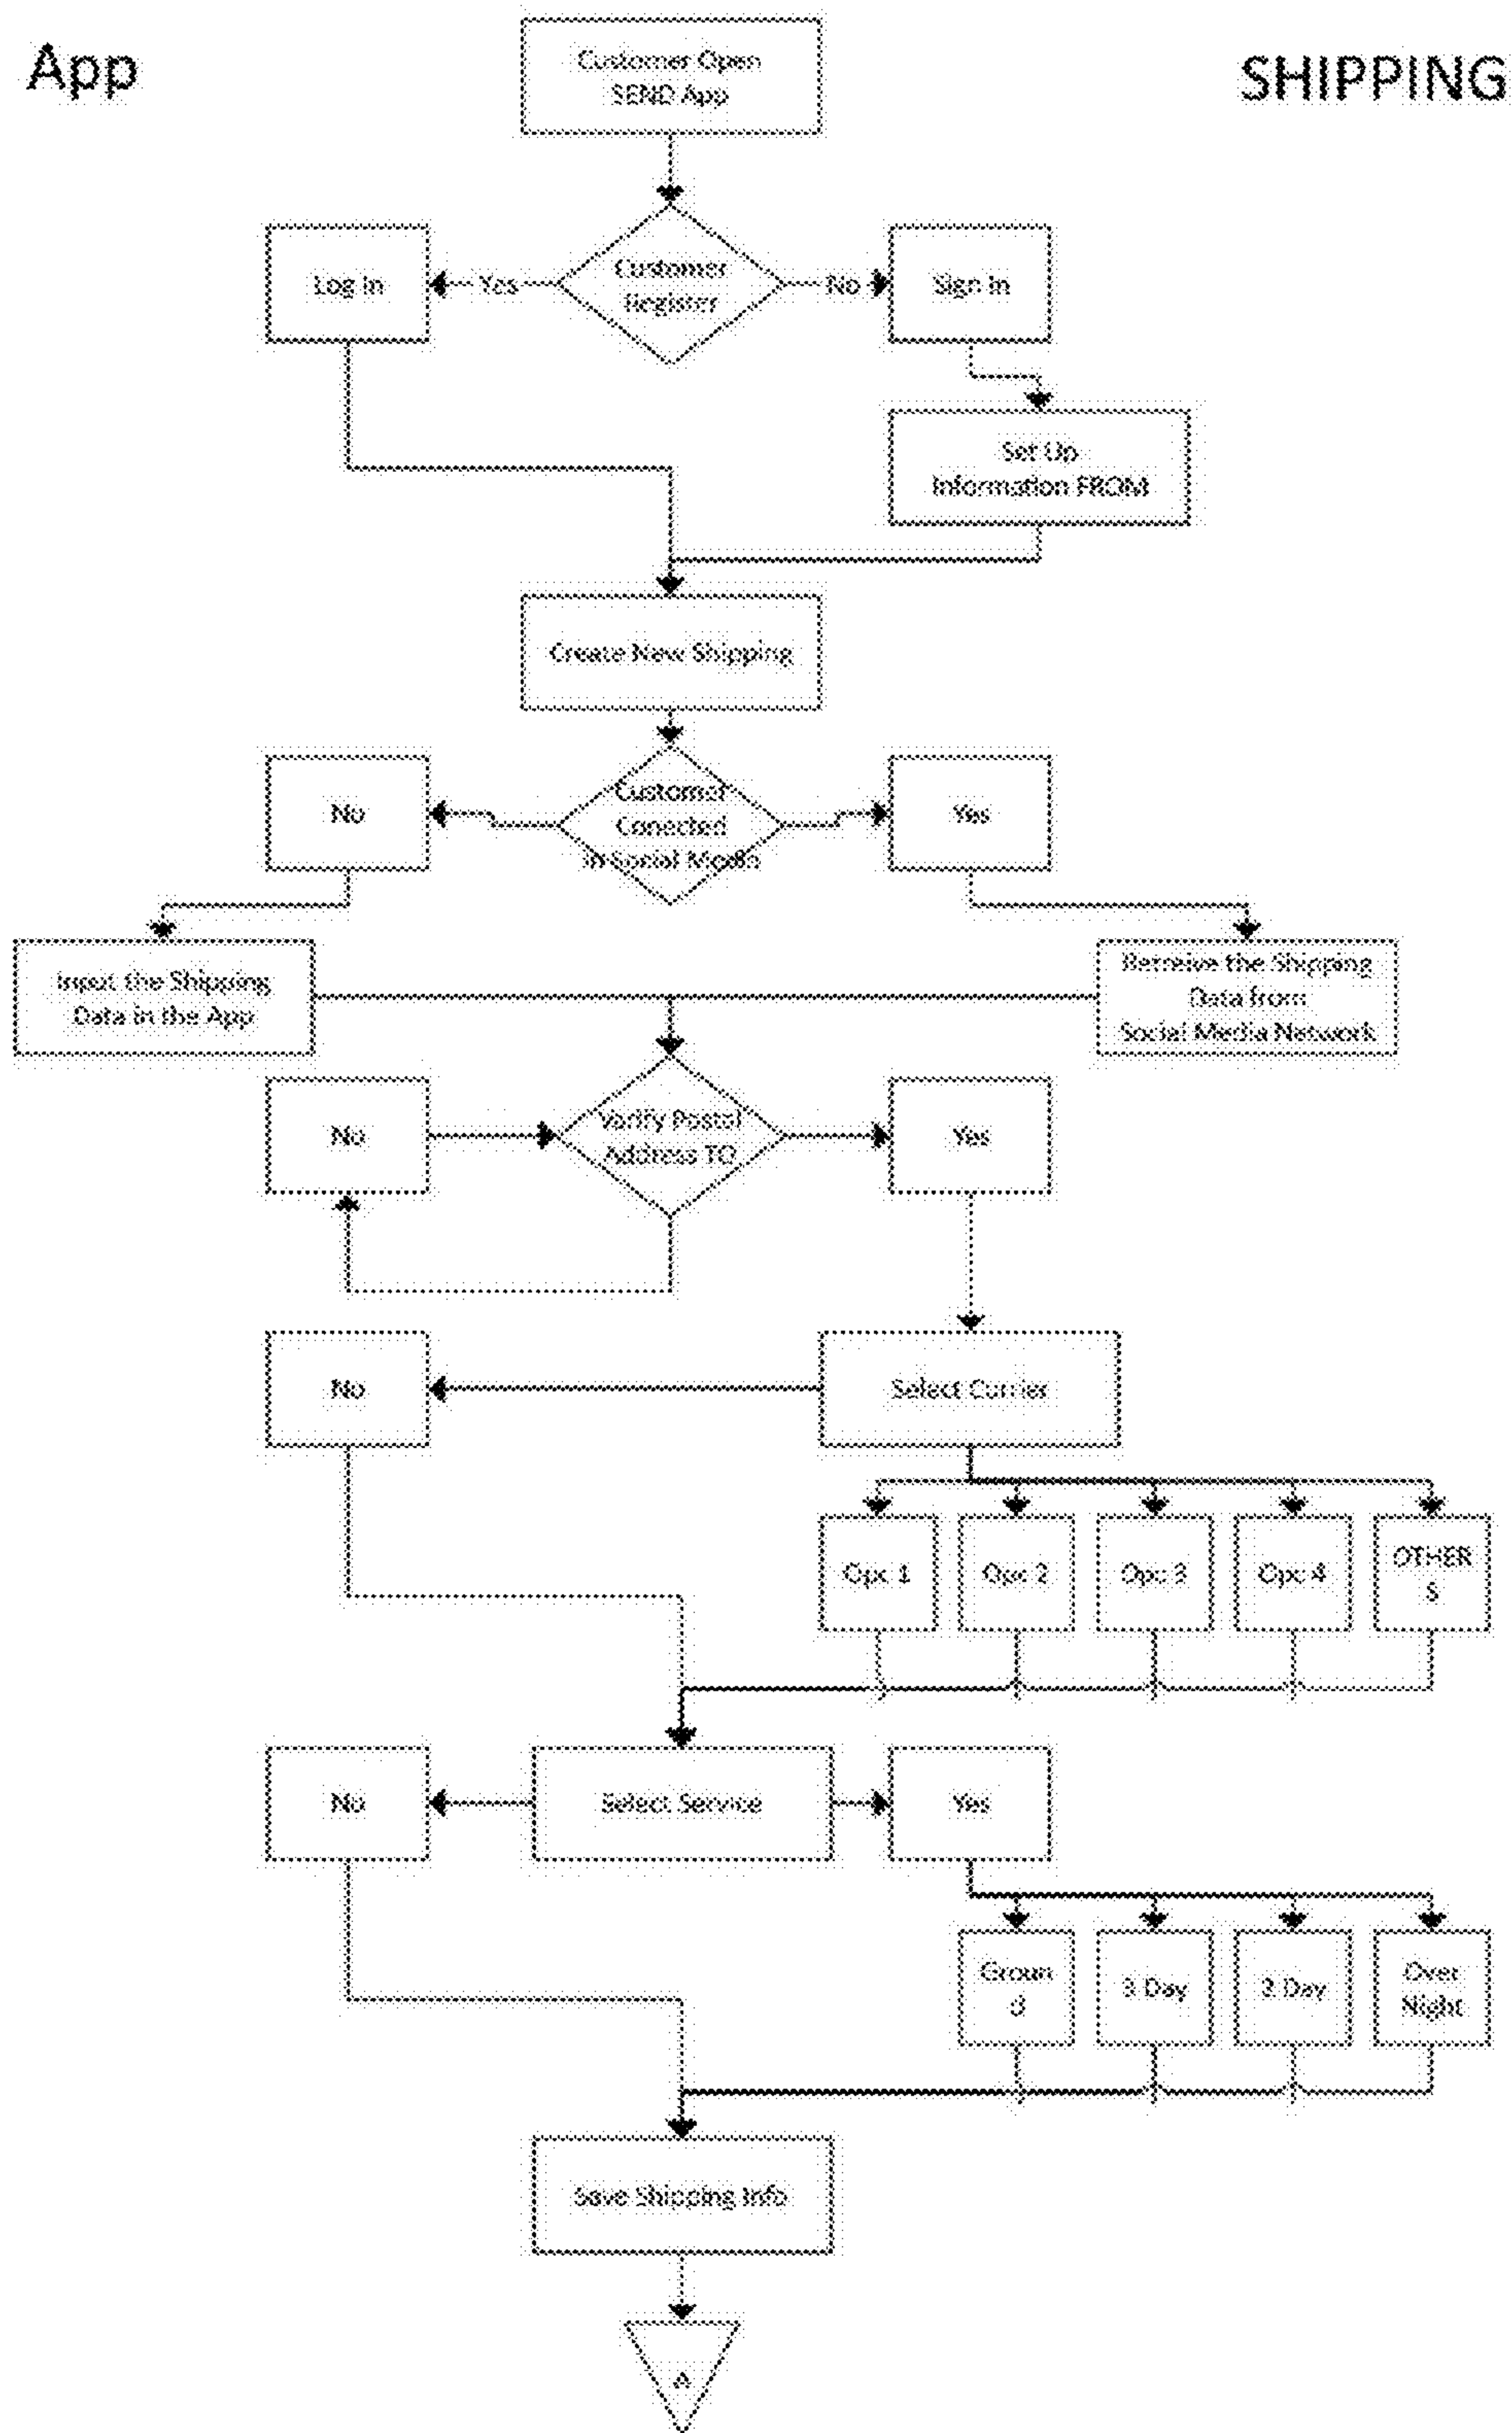 App
SHIPPING
Customer Open
SEND App
Customer
Register
Yes
No
Log In
Sign In
Set Up
Information FROM
Create New Shipping
Customer
Conected
in Social Media
No
Yes
Input the Shipping
Data in the App
Retreive the Shipping
Data from
Social Media Network
No
Verify Postal
Address TO
Yes
No
Select Currier
Opc 1
Opc 2
Opc 3
Opc 4
OTHER
S
No
Select Service
Yes
Groun
d
3 Day
2 Day
Over
Night
Save Shipping Info
A